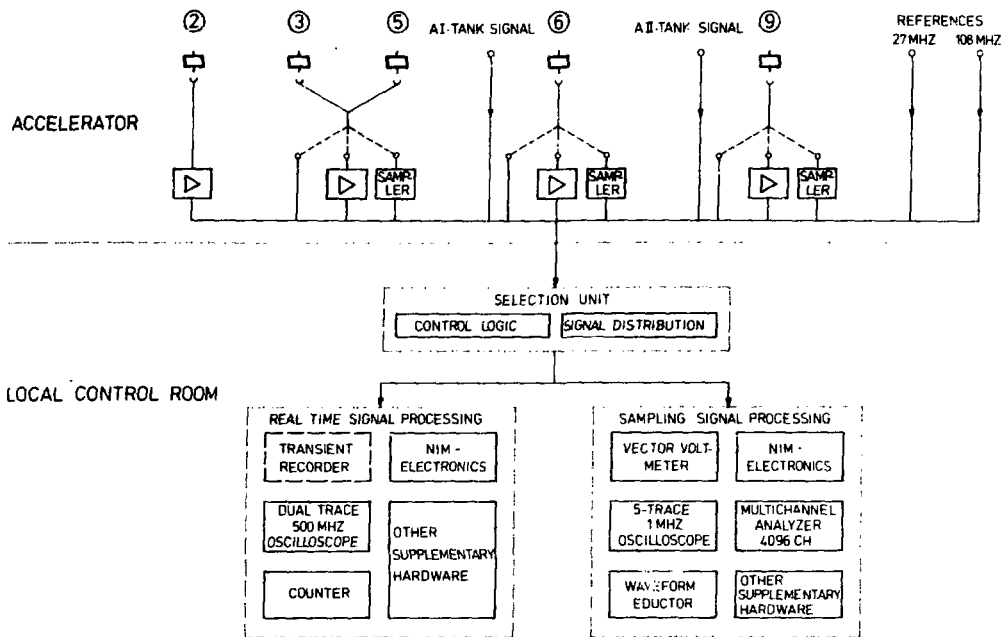 ② ③ ⑤ AI-TANK SIGNAL ⑥ AII-TANK SIGNAL ⑨ REFERENCES
27 MHZ 108 MHZ
ACCELERATOR
SAMP-
LER
SAMP-
LER
SAMP-
LER
SELECTION UNIT
CONTROL LOGIC
SIGNAL DISTRIBUTION
LOCAL CONTROL ROOM
REAL TIME SIGNAL PROCESSING
TRANSIENT
RECORDER
NIM-
ELECTRONICS
DUAL TRACE
500 MHZ
OSCILLOSCOPE
OTHER
SUPPLEMENTARY
HARDWARE
COUNTER
SAMPLING SIGNAL PROCESSING
VECTOR VOLT-
METER
NIM-
ELECTRONICS
5-TRACE
1 MHZ
OSCILLOSCOPE
MULTICHANNEL
ANALYZER
4096 CH
WAVEFORM
EDUCTOR
OTHER
SUPPLEMENTARY
HARDWARE